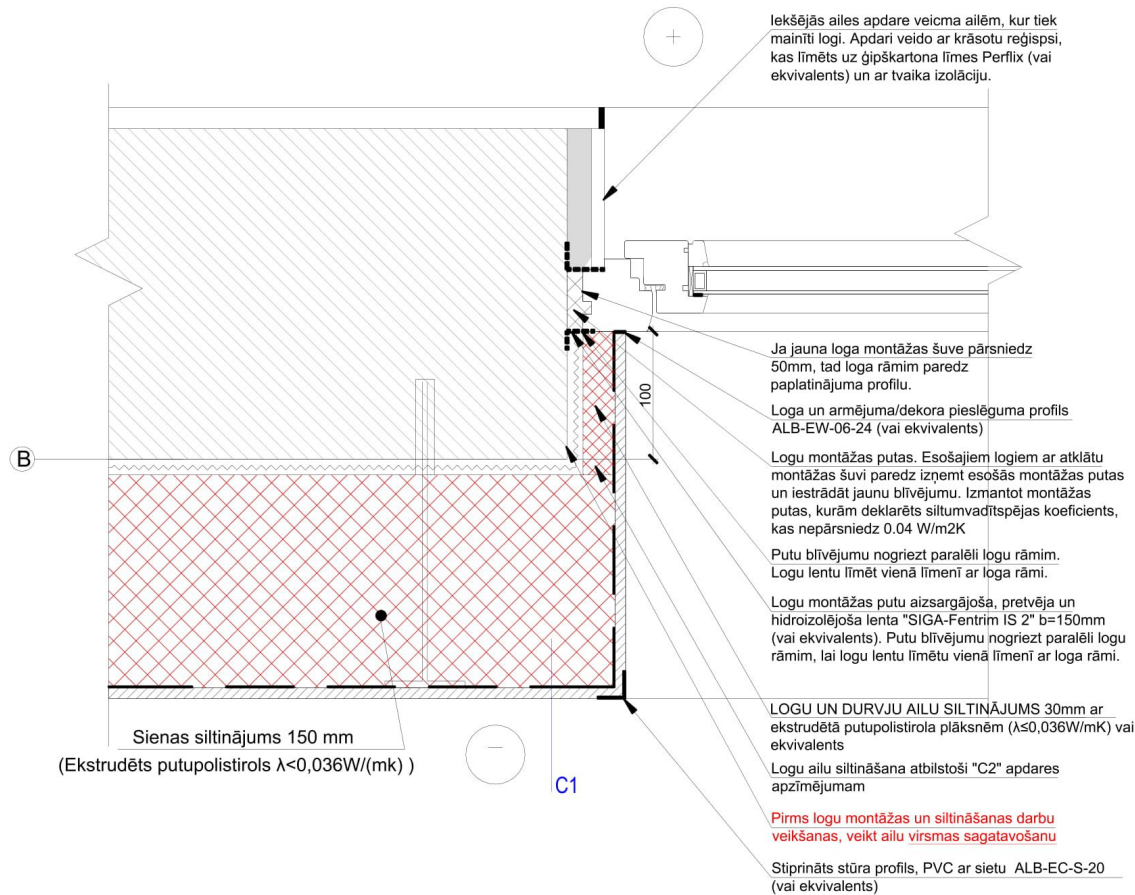 Iekšējās ailes apdare veicma ailēm, kur tiek
mainīti logi. Apdari veido ar krāsotu reģispsi,
kas līmēts uz ģipškartona līmes Perflix (vai
ekvivalents) un ar tvaika izolāciju.
+
Ja jauna loga montāžas šuve pārsniedz
50mm, tad loga rāmim paredz
paplatinājuma profilu.
100
Loga un armējuma/dekora pieslēguma profils
ALB-EW-06-24 (vai ekvivalents)
B
Logu montāžas putas. Esošajiem logiem ar atklātu
montāžas šuvi paredz izņemt esošās montāžas putas
un iestrādāt jaunu blīvējumu. Izmantot montāžas
putas, kurām deklarēts siltumvadītspējas koeficients,
kas nepārsniedz 0.04 W/m2K
Putu blīvējumu nogriezt paralēli logu rāmim.
Logu lentu līmēt vienā līmenī ar loga rāmi.
Logu montāžas putu aizsargājoša, pretvēja un
hidroizolējoša lenta "SIGA-Fentrim IS 2" b=150mm
(vai ekvivalents). Putu blīvējumu nogriezt paralēli logu
rāmim, lai logu lentu līmētu vienā līmenī ar loga rāmi.
LOGU UN DURVJU AILU SILTINĀJUMS 30mm ar
ekstrudētā putupolistirola plāksnēm (λ≤0,036W/mK) vai
ekvivalents
Sienas siltinājums 150 mm
(Ekstrudēts putupolistirols λ<0,036W/(mk) )
−
C1
Logu ailu siltināšana atbilstoši "C2" apdares
apzīmējumam
Pirms logu montāžas un siltināšanas darbu
veikšanas, veikt ailu virsmas sagatavošanu
Stiprināts stūra profils, PVC ar sietu ALB-EC-S-20
(vai ekvivalents)